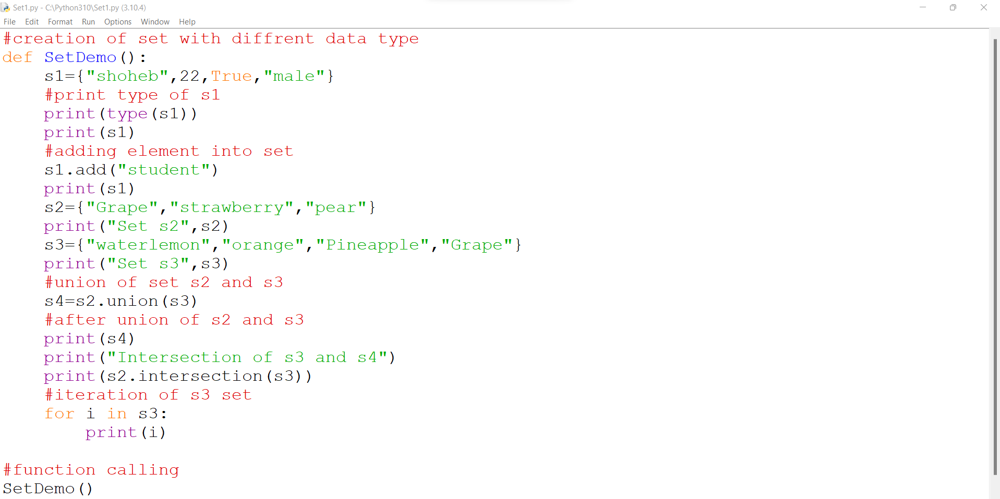 Set1.py - C:\Python310\Set1.py (3.10.4)
File Edit Format Run Options Window Help
#creation of set with diffrent data type
def SetDemo():
    s1={"shoheb",22,True,"male"}
    #print type of s1
    print(type(s1))
    print(s1)
    #adding element into set
    s1.add("student")
    print(s1)
    s2={"Grape","strawberry","pear"}
    print("Set s2",s2)
    s3={"waterlemon","orange","Pineapple","Grape"}
    print("Set s3",s3)
    #union of set s2 and s3
    s4=s2.union(s3)
    #after union of s2 and s3
    print(s4)
    print("Intersection of s3 and s4")
    print(s2.intersection(s3))
    #iteration of s3 set
    for i in s3:
        print(i)

#function calling
SetDemo()